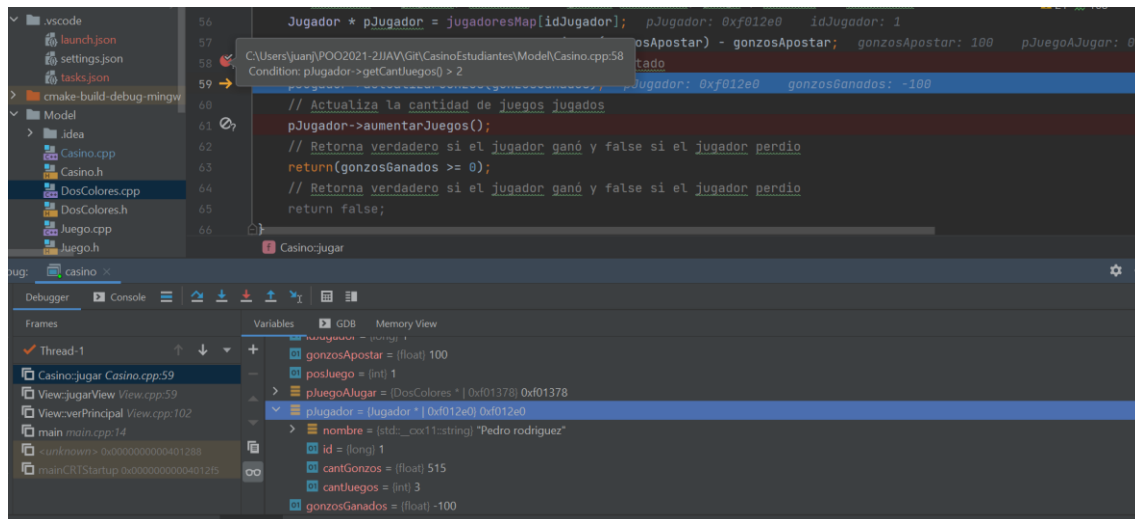 .vscode
launch.json
settings.json
tasks.json
cmake-build-debug-mingw
Model
.idea
Casino.cpp
Casino.h
DosColores.cpp
DosColores.h
Juego.cpp
Juego.h
56 Jugador * pJugador = jugadoresMap[idJugador]; pJugador: 0xf012e0 idJugador: 1
57 osApostar) - gonzosApostar; gonzosApostar: 100 pJuegoAJugar: 0
C:\Users\juanj\POO2021-2JJAV\Git\CasinoEstudiantes\Model\Casino.cpp:58
Condition: pJugador->getCantJuegos() > 2
58 tado
59 pJugador: 0xf012e0 gonzosGanados: -100
60 // Actualiza la cantidad de juegos jugados
61 pJugador->aumentarJuegos();
62 // Retorna verdadero si el jugador ganó y false si el jugador perdio
63 return(gonzosGanados >= 0);
64 // Retorna verdadero si el jugador ganó y false si el jugador perdio
65 return false;
66 }
f Casino::jugar
bug: casino ×
Debugger Console
Frames
Variables GDB Memory View
Thread-1
Casino::jugar Casino.cpp:59
View::jugarView View.cpp:59
View::verPrincipal View.cpp:102
main main.cpp:14
<unknown> 0x0000000000401288
mainCRTStartup 0x00000000004012f5
idJugador = {long} 1
gonzosApostar = {float} 100
posJuego = {int} 1
pJuegoAJugar = {DosColores * | 0xf01378} 0xf01378
pJugador = {Jugador * | 0xf012e0} 0xf012e0
nombre = {std::__cxx11::string} "Pedro rodriguez"
id = {long} 1
cantGonzos = {float} 515
cantJuegos = {int} 3
gonzosGanados = {float} -100